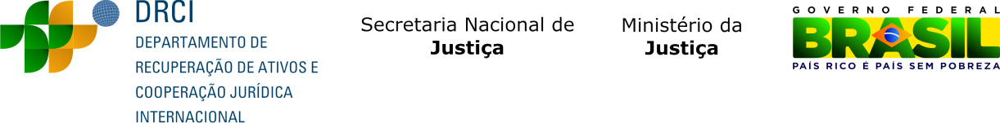 DRCI
DEPARTAMENTO DE
RECUPERAÇÃO DE ATIVOS E
COOPERAÇÃO JURÍDICA
INTERNACIONAL
Secretaria Nacional de
Justiça
Ministério da
Justiça
GOVERNO FEDERAL
BRASIL
PAÍS RICO É PAÍS SEM POBREZA